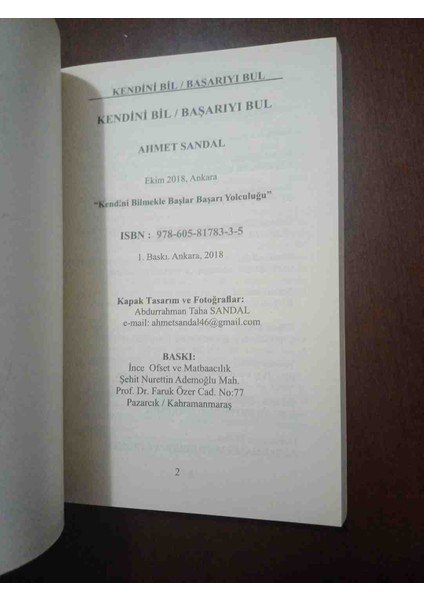 KENDİNİ BİL / BAŞARIYI BUL
KENDİNİ BİL / BAŞARIYI BUL
AHMET SANDAL
Ekim 2018, Ankara
“Kendini Bilmekle Başlar Başarı Yolculuğu”
ISBN : 978-605-81783-3-5
1. Baskı. Ankara, 2018
Kapak Tasarım ve Fotoğraflar:
Abdurrahman Taha SANDAL
e-mail: ahmetsandal46@gmail.com
BASKI:
İnce Ofset ve Matbaacılık
Şehit Nurettin Ademoğlu Mah.
Prof. Dr. Faruk Özer Cad. No:77
Pazarcık / Kahramanmaraş
2